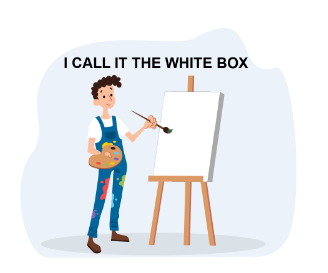 I CALL IT THE WHITE BOX